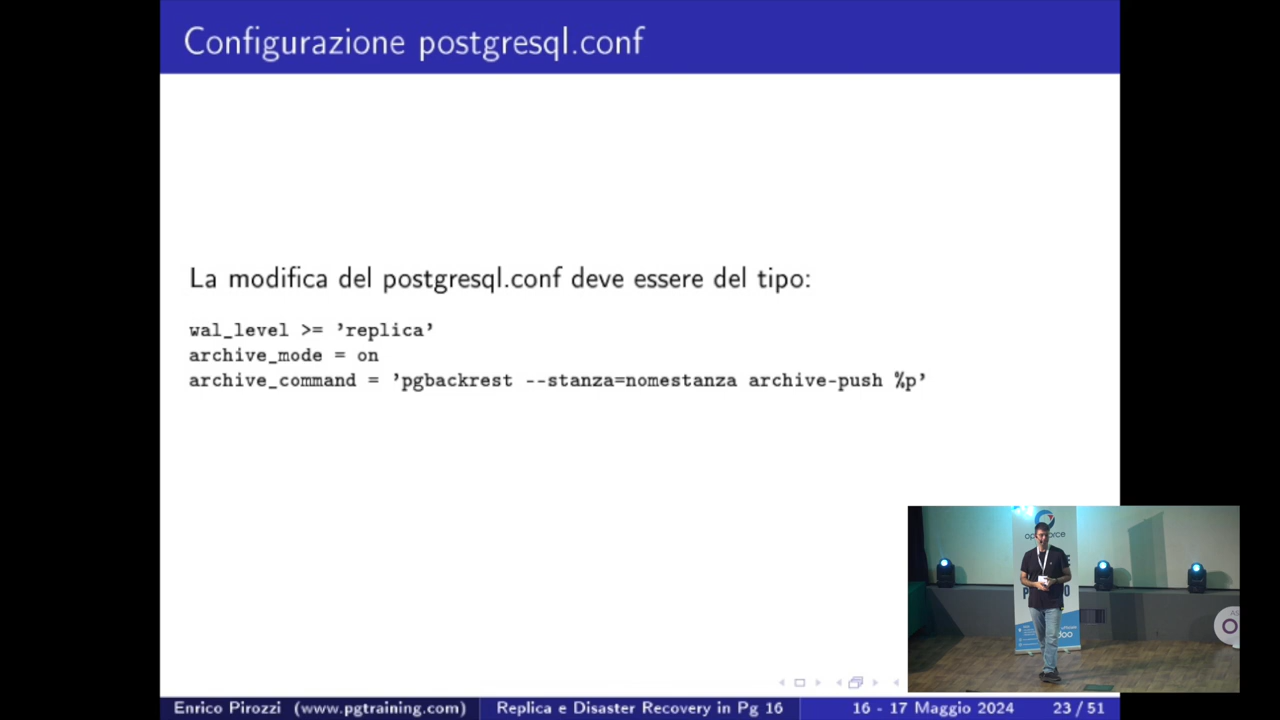 Configurazione postgresql.conf
La modifica del postgresql.conf deve essere del tipo:
wal_level >= 'replica'
archive_mode = on
archive_command = 'pgbackrest --stanza=nomestanza archive-push %p'
Enrico Pirozzi (www.pgtraining.com) Replica e Disaster Recovery in Pg 16 16 - 17 Maggio 2024 23 / 51